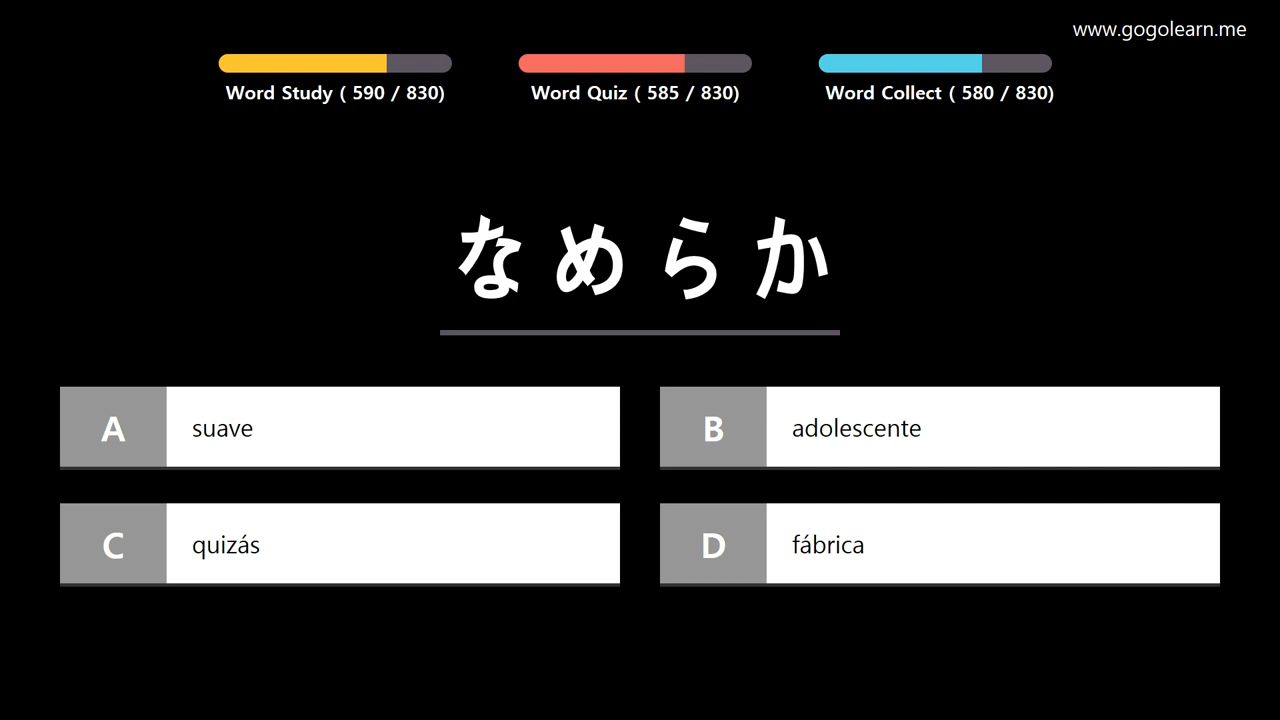 www.gogolearn.me
Word Study ( 590 / 830)
Word Quiz ( 585 / 830)
Word Collect ( 580 / 830)
なめらか
A suave
B adolescente
C quizás
D fábrica